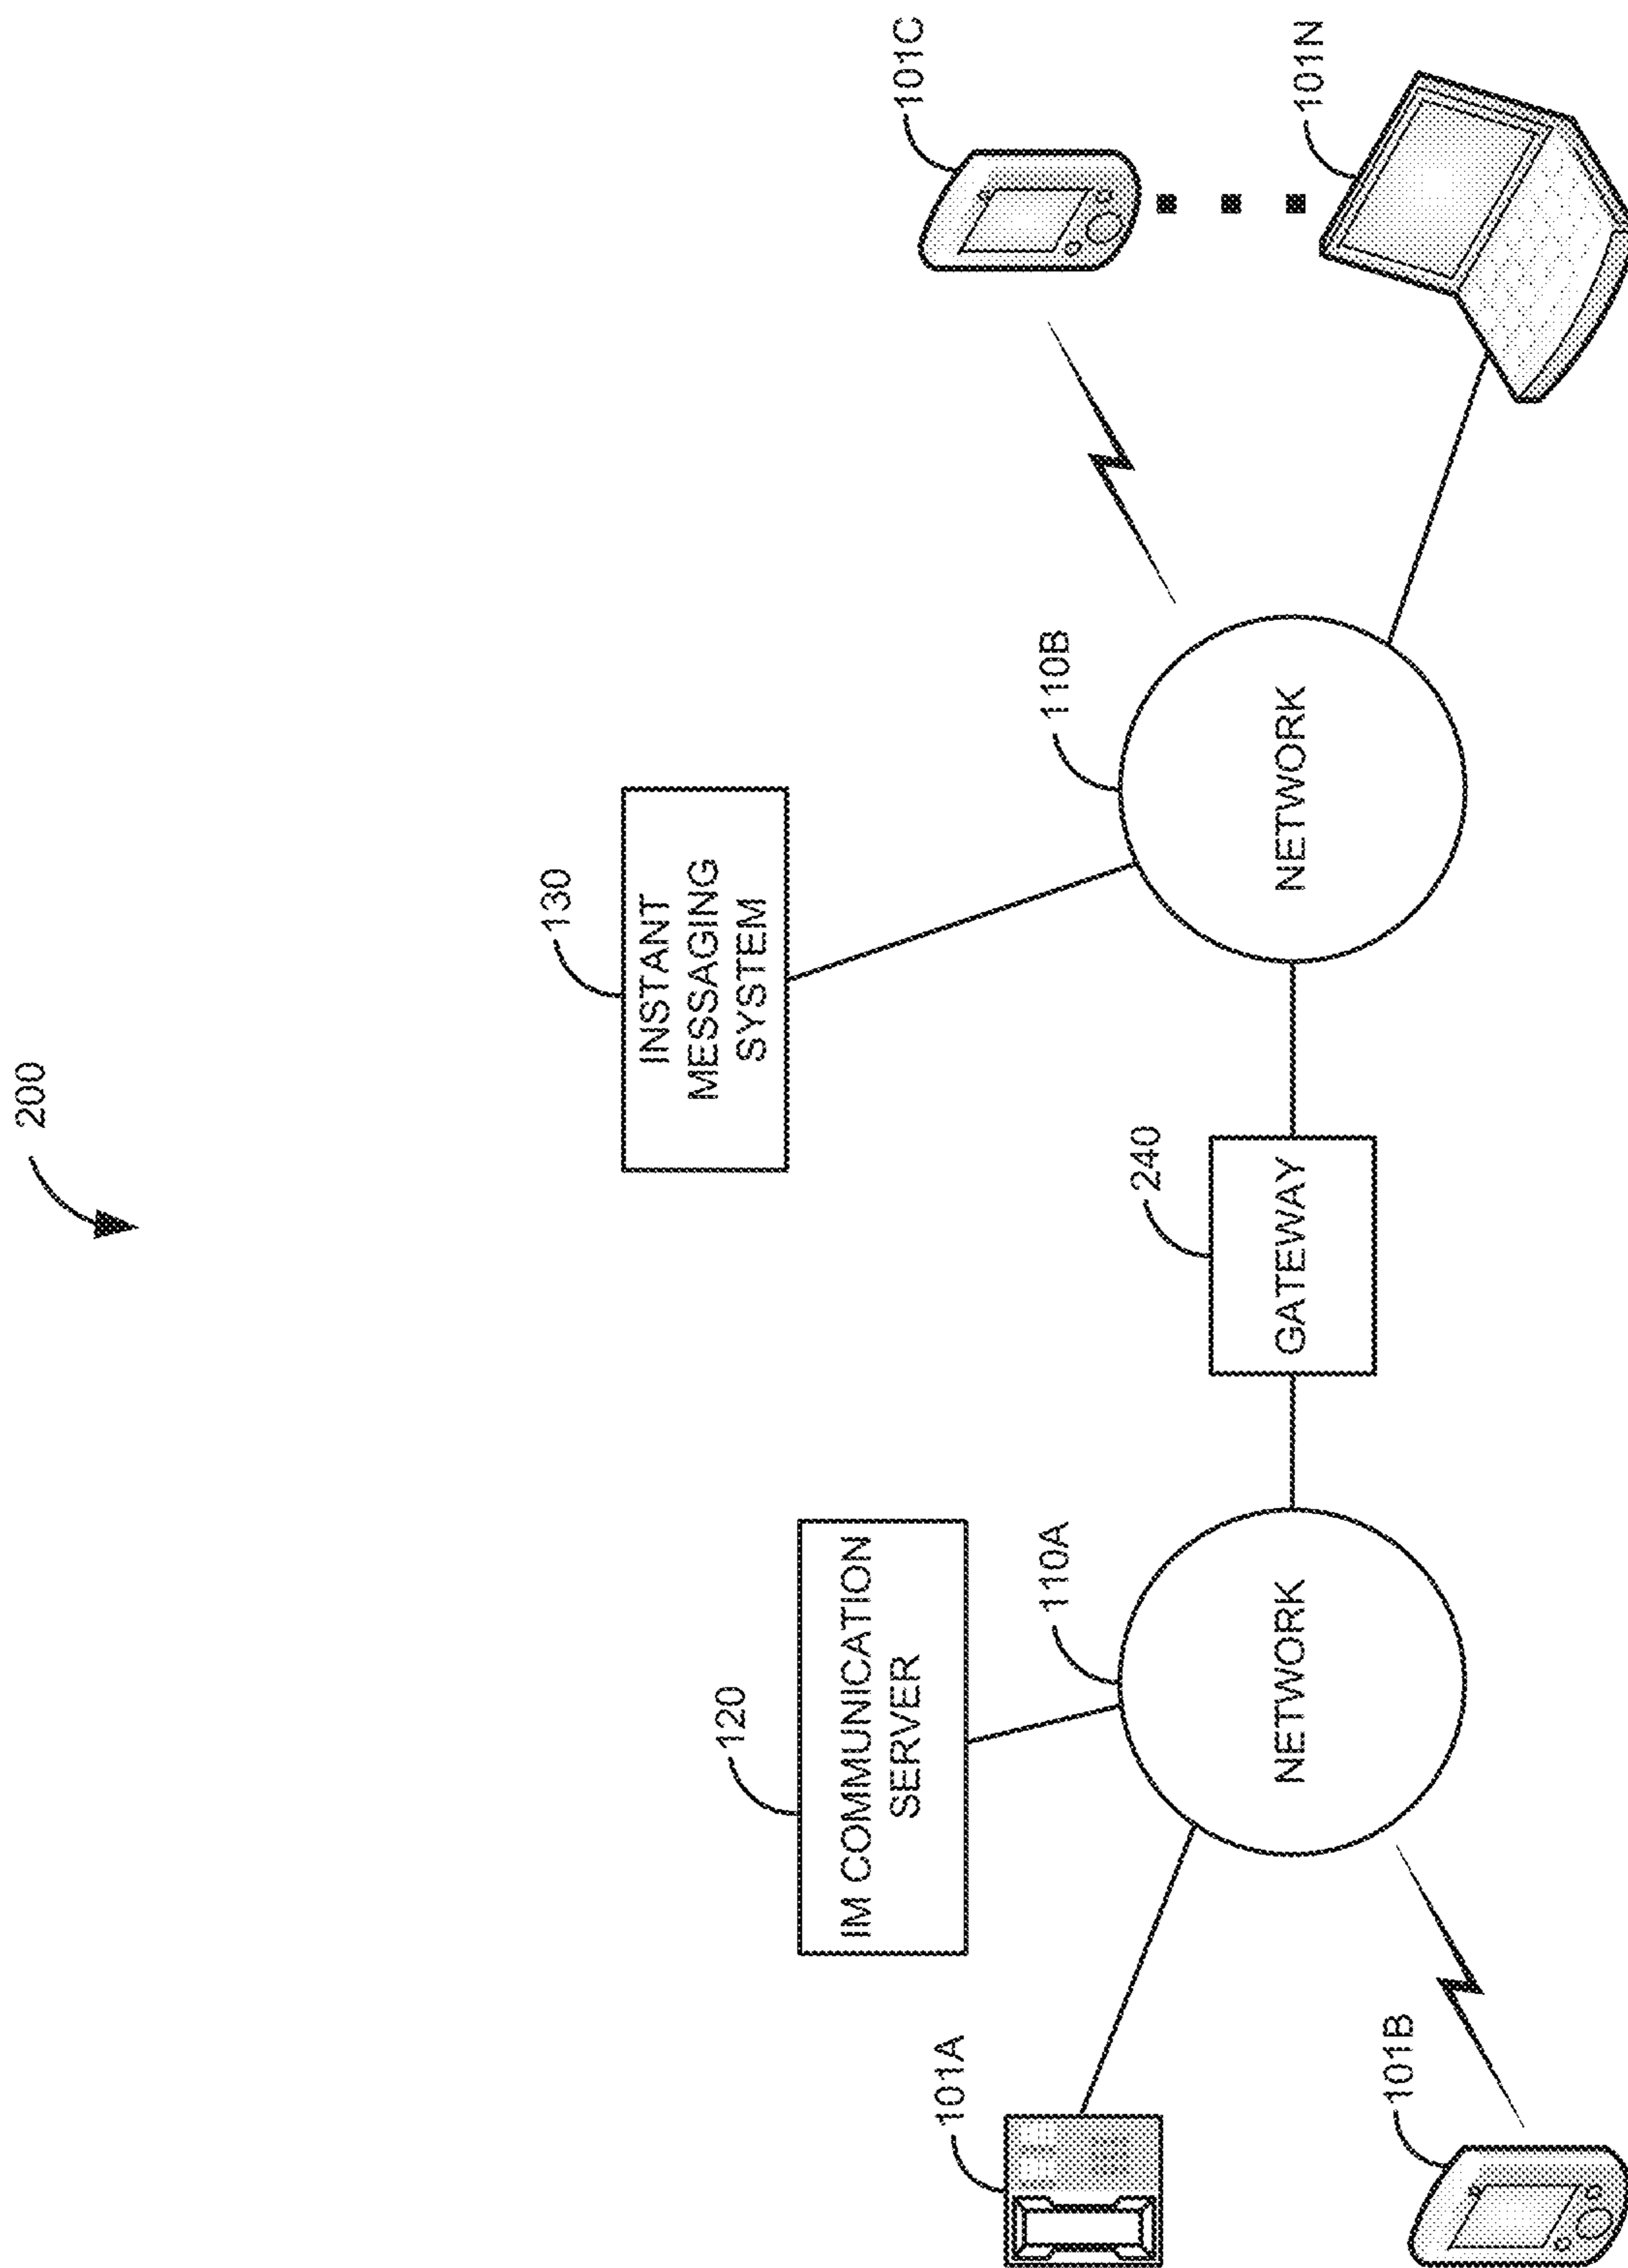 200
130
INSTANT
MESSAGING
SYSTEM
120
IM COMMUNICATION
SERVER
101A
110A
NETWORK
240
GATEWAY
110B
NETWORK
101C
101B
101N